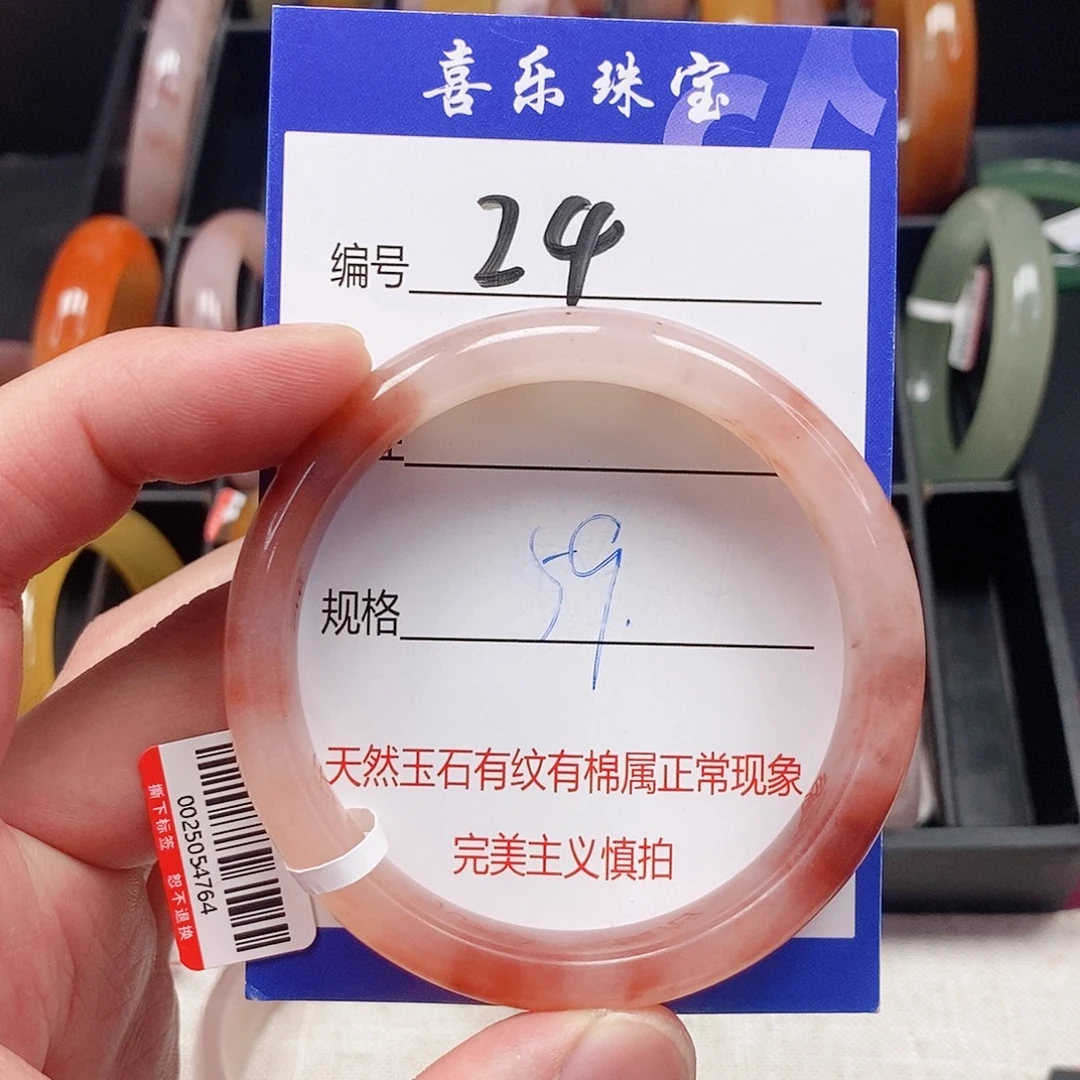 喜乐珠宝
编号 24
规格 59.
天然玉石有纹有棉属正常现象
完美主义慎拍
撕下标签 恕不退换
0025054764